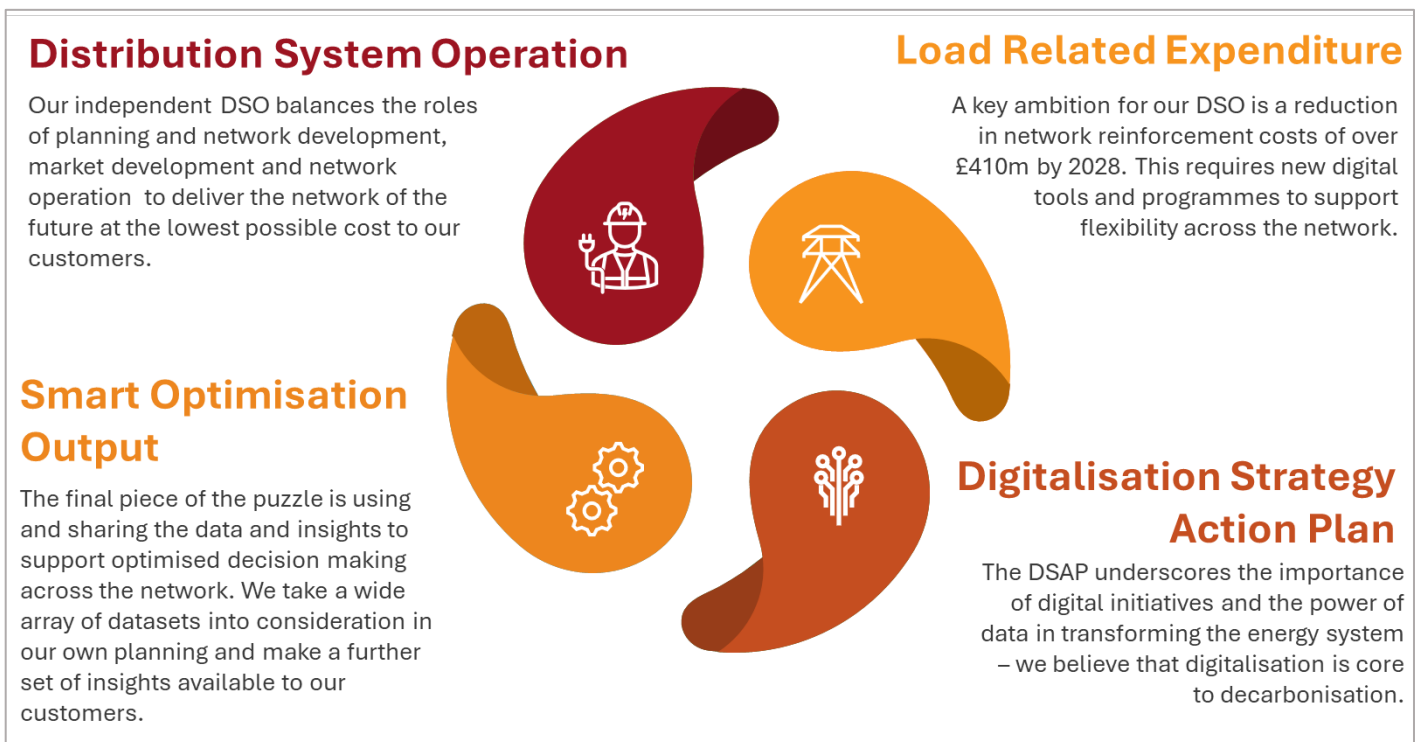 Distribution System Operation
Our independent DSO balances the roles
of planning and network development,
market development and network
operation to deliver the network of the
future at the lowest possible cost to our
customers.
Load Related Expenditure
A key ambition for our DSO is a reduction
in network reinforcement costs of over
£410m by 2028. This requires new digital
tools and programmes to support
flexibility across the network.
Smart Optimisation
Output
The final piece of the puzzle is using
and sharing the data and insights to
support optimised decision making
across the network. We take a wide
array of datasets into consideration in
our own planning and make a further
set of insights available to our
customers.
Digitalisation Strategy
Action Plan
The DSAP underscores the importance
of digital initiatives and the power of
data in transforming the energy system
– we believe that digitalisation is core
to decarbonisation.